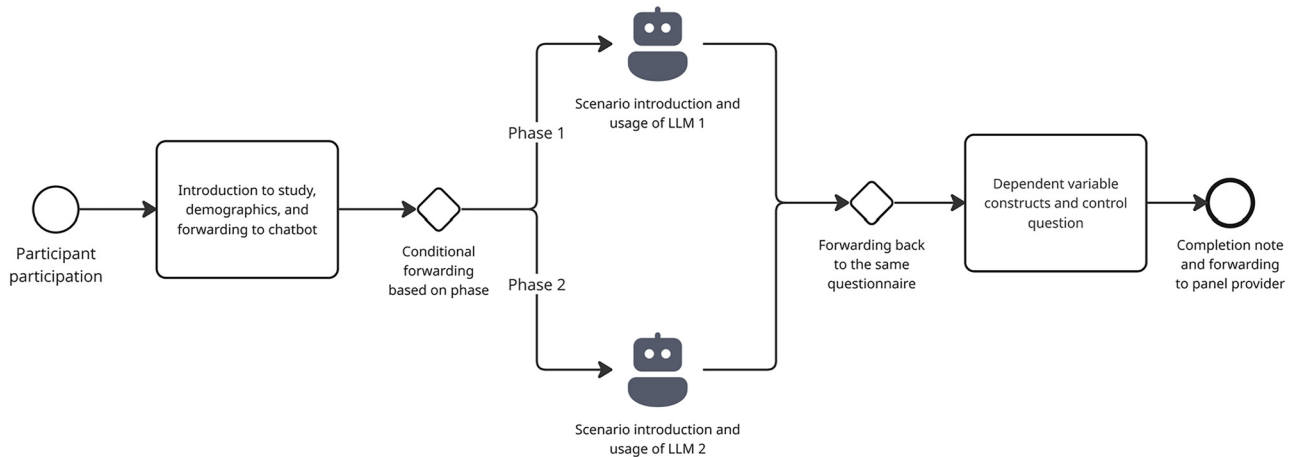 Participant
participation
Introduction to study,
demographics, and
forwarding to chatbot
Conditional
forwarding
based on phase
Phase 1
Scenario introduction and
usage of LLM 1
Phase 2
Scenario introduction and
usage of LLM 2
Forwarding back
to the same
questionnaire
Dependent variable
constructs and control
question
Completion note
and forwarding
to panel provider